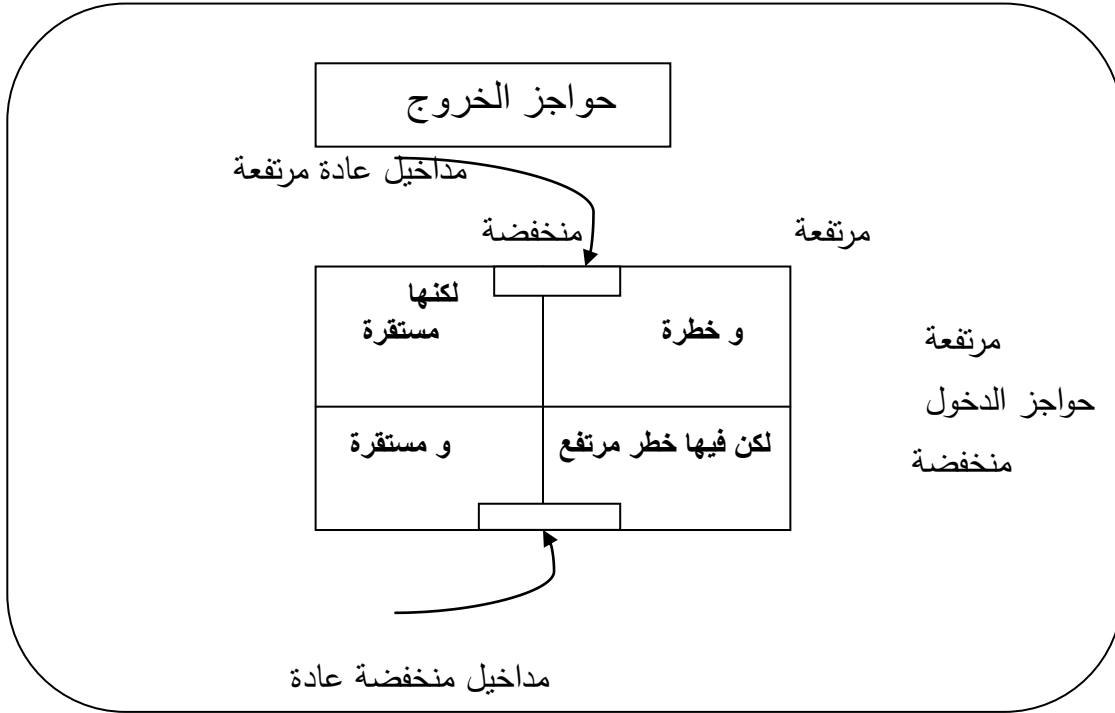 حواجز الخروج
مداخيل عادة مرتفعة
مرتفعة
منخفضة
لكنها
و خطرة
مستقرة
مرتفعة
حواجز الدخول
لكن فيها خطر مرتفع
و مستقرة
منخفضة
مداخيل منخفضة عادة